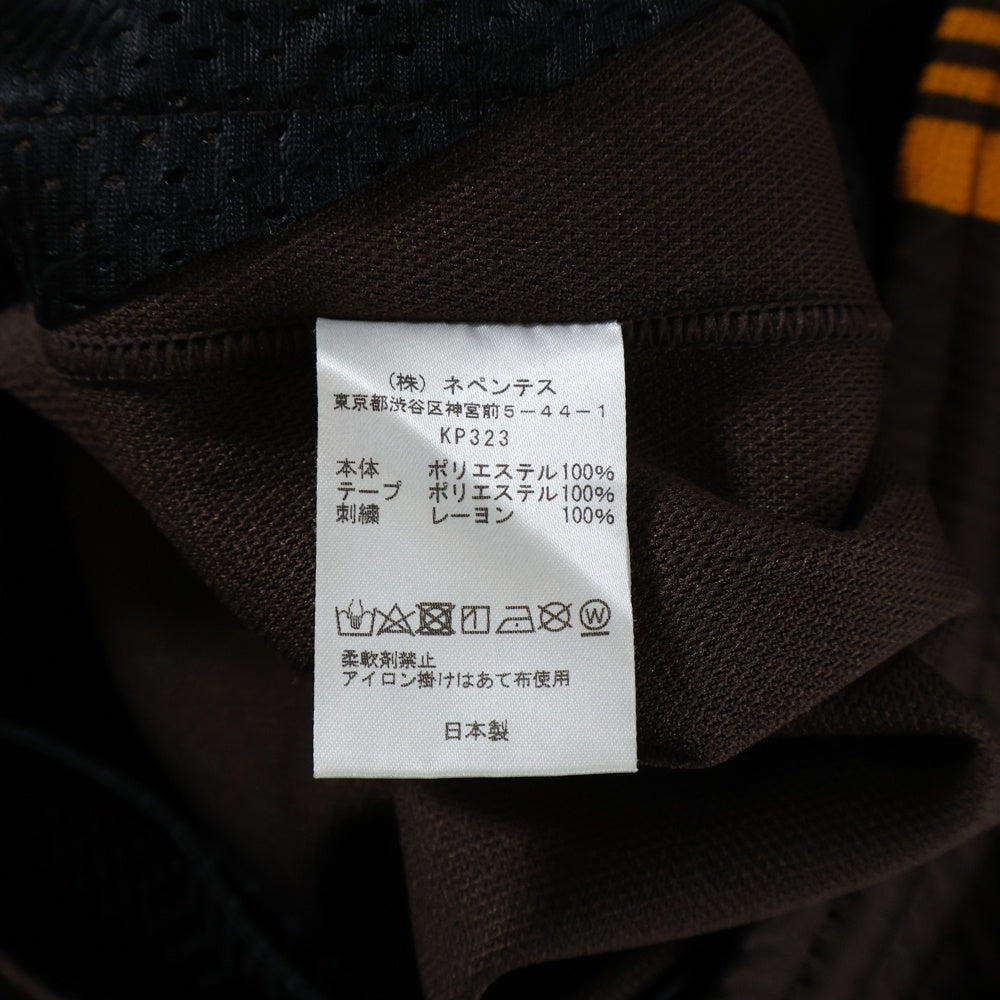 （株）ネペンテス
東京都渋谷区神宮前5-44-1
KP323
本体 ポリエステル100%
テープ ポリエステル100%
刺繍 レーヨン 100%
W
柔軟剤禁止
アイロン掛けはあて布使用
日本製